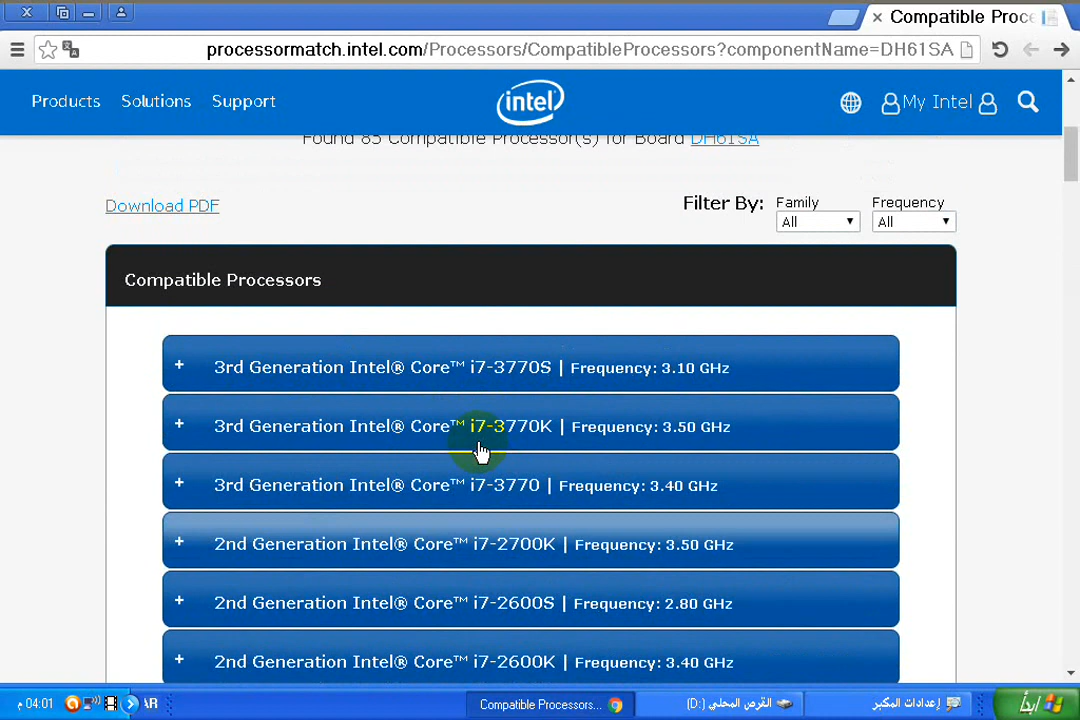 Compatible Proce
processormatch.intel.com/Processors/CompatibleProcessors?componentName=DH61SA
Products Solutions Support
intel
My Intel
Found 85 Compatible Processor(s) for Board DH61SA
Download PDF
Filter By:
Family
All
Frequency
All
Compatible Processors
+ 3rd Generation Intel® Core™ i7-3770S | Frequency: 3.10 GHz
+ 3rd Generation Intel® Core™ i7-3770K | Frequency: 3.50 GHz
+ 3rd Generation Intel® Core™ i7-3770 | Frequency: 3.40 GHz
+ 2nd Generation Intel® Core™ i7-2700K | Frequency: 3.50 GHz
+ 2nd Generation Intel® Core™ i7-2600S | Frequency: 2.80 GHz
+ 2nd Generation Intel® Core™ i7-2600K | Frequency: 3.40 GHz
ابدأ
إعدادات المكبر
القرص المحلي (D:)
Compatible Processors...
AR
04:01 م